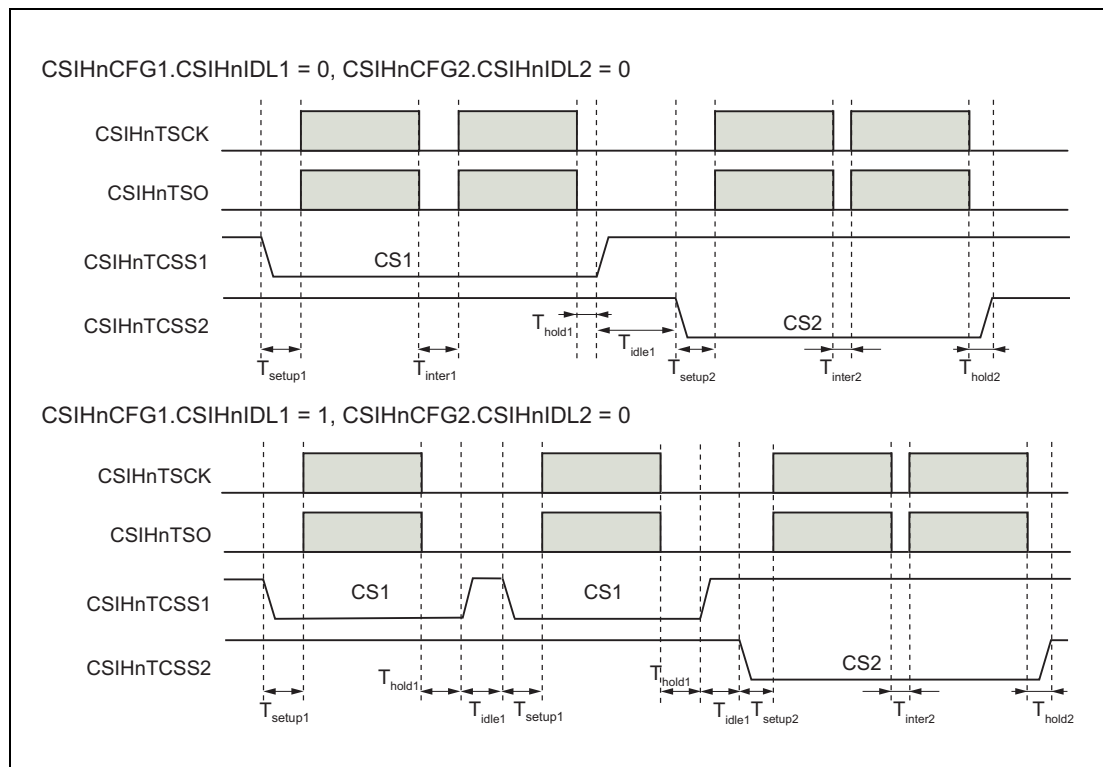 CSIHnCFG1.CSIHnIDL1 = 0, CSIHnCFG2.CSIHnIDL2 = 0
CSIHnTSCK
CSIHnTSO
CSIHnTCSS1
CS1
CSIHnTCSS2
CS2
Thold1
Tidle1
Tsetup1
Tinter1
Tsetup2
Tinter2
Thold2
CSIHnCFG1.CSIHnIDL1 = 1, CSIHnCFG2.CSIHnIDL2 = 0
CSIHnTSCK
CSIHnTSO
CSIHnTCSS1
CS1
CS1
CSIHnTCSS2
CS2
Thold1
Thold1
Tsetup1
Tidle1
Tsetup1
Tidle1
Tsetup2
Tinter2
Thold2